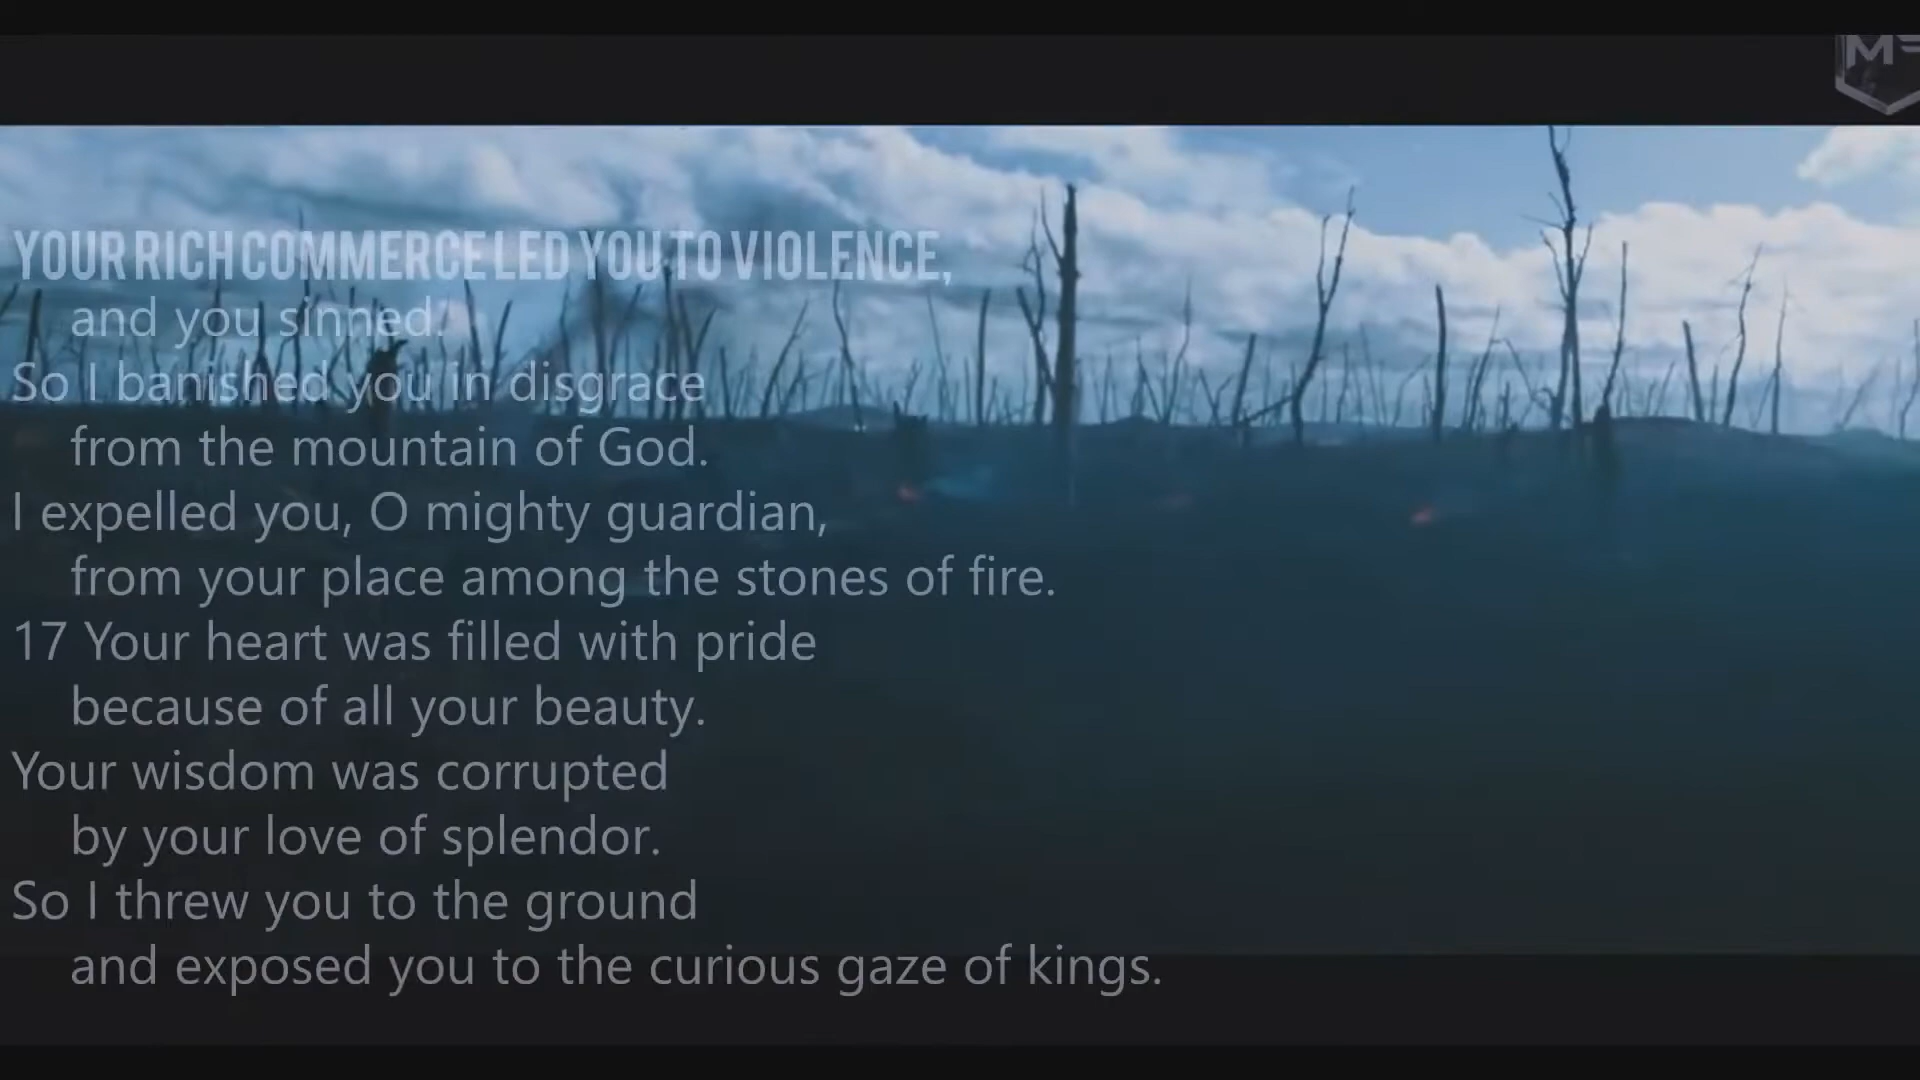 YOUR RICH COMMERCE LED YOU TO VIOLENCE,
and you sinned.
So I banished you in disgrace
from the mountain of God.
I expelled you, O mighty guardian,
from your place among the stones of fire.
17 Your heart was filled with pride
because of all your beauty.
Your wisdom was corrupted
by your love of splendor.
So I threw you to the ground
and exposed you to the curious gaze of kings.